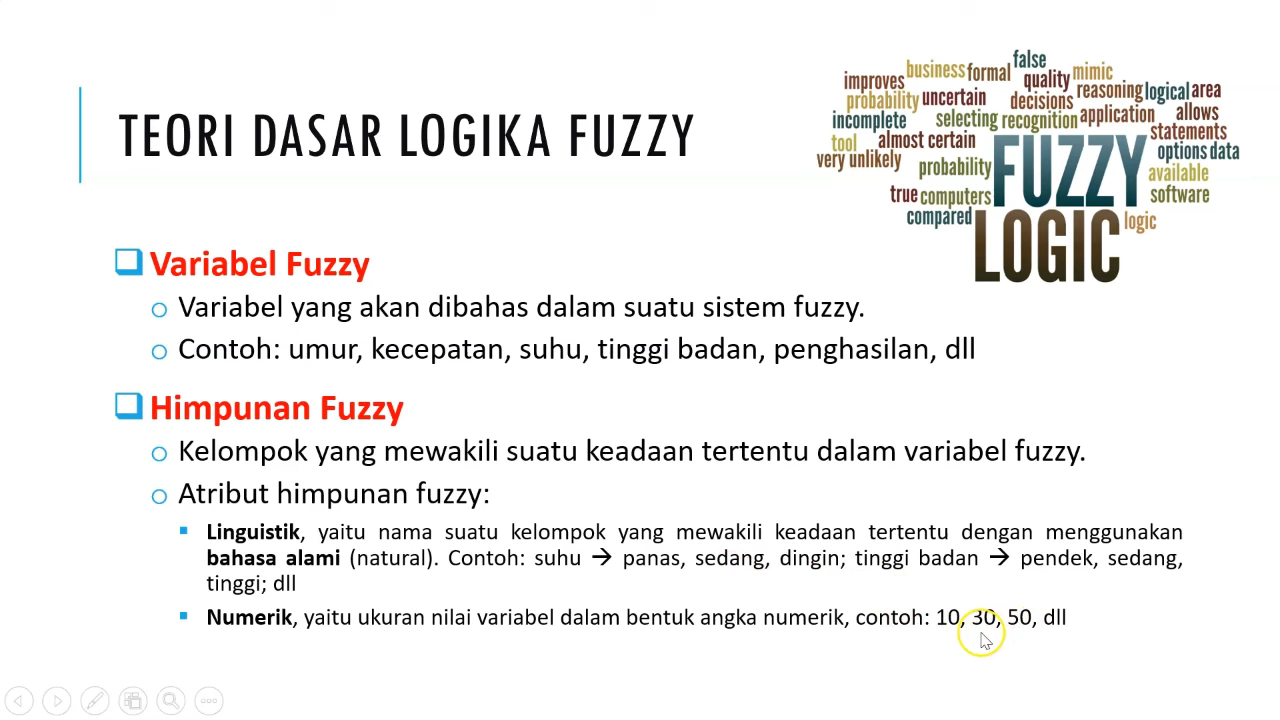 TEORI DASAR LOGIKA FUZZY
false
business formal quality mimic
improves reasoning logical area
probability uncertain decisions
incomplete selecting recognition application allows
tool almost certain statements
very unlikely FUZZY options data
probability available
true computers software
compared LOGIC logic
Variabel Fuzzy
Variabel yang akan dibahas dalam suatu sistem fuzzy.
Contoh: umur, kecepatan, suhu, tinggi badan, penghasilan, dll
Himpunan Fuzzy
Kelompok yang mewakili suatu keadaan tertentu dalam variabel fuzzy.
Atribut himpunan fuzzy:
Linguistik, yaitu nama suatu kelompok yang mewakili keadaan tertentu dengan menggunakan
bahasa alami (natural). Contoh: suhu → panas, sedang, dingin; tinggi badan → pendek, sedang,
tinggi; dll
Numerik, yaitu ukuran nilai variabel dalam bentuk angka numerik, contoh: 10, 30, 50, dll